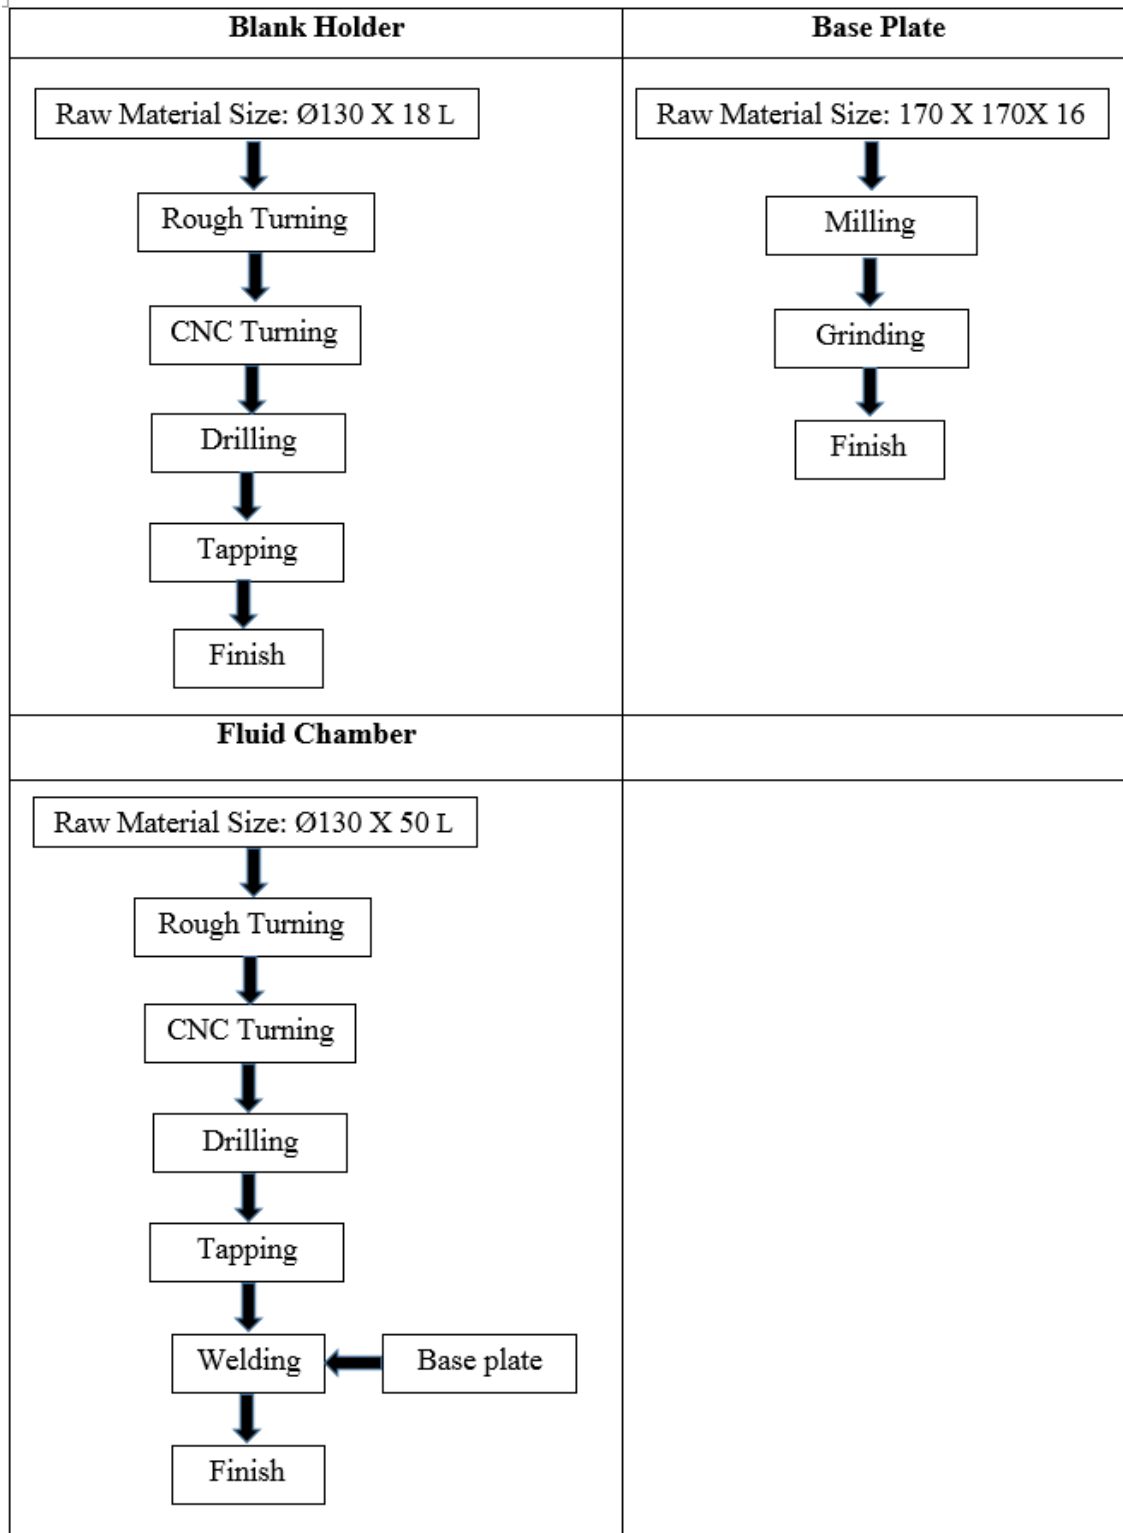 Blank Holder
Raw Material Size: Ø130 X 18 L
Rough Turning
CNC Turning
Drilling
Tapping
Finish
Base Plate
Raw Material Size: 170 X 170X 16
Milling
Grinding
Finish
Fluid Chamber
Raw Material Size: Ø130 X 50 L
Rough Turning
CNC Turning
Drilling
Tapping
Welding
Base plate
Finish